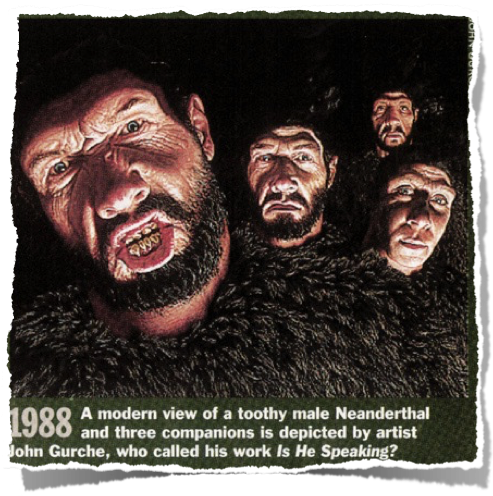 1988 A modern view of a toothy male Neanderthal
and three companions is depicted by artist
John Gurche, who called his work Is He Speaking?